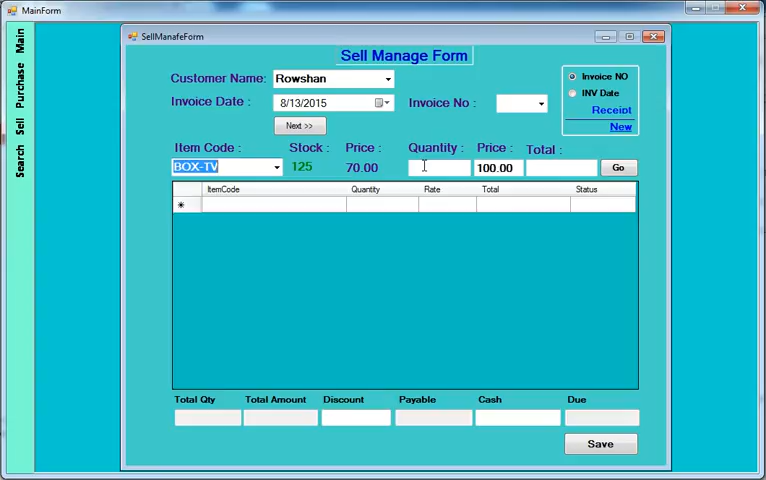 MainForm
SellManafeForm
Sell Manage Form
Customer Name: Rowshan
Invoice NO
Invoice Date : 8/13/2015 Invoice No :
INV Date
Receipt
Next >>
New
Item Code : Stock : Price : Quantity : Price : Total :
BOX-TV 125 70.00 100.00 Go
ItemCode Quantity Rate Total Status
Total Qty Total Amount Discount Payable Cash Due
Save
Main
Purchase
Sell
Search